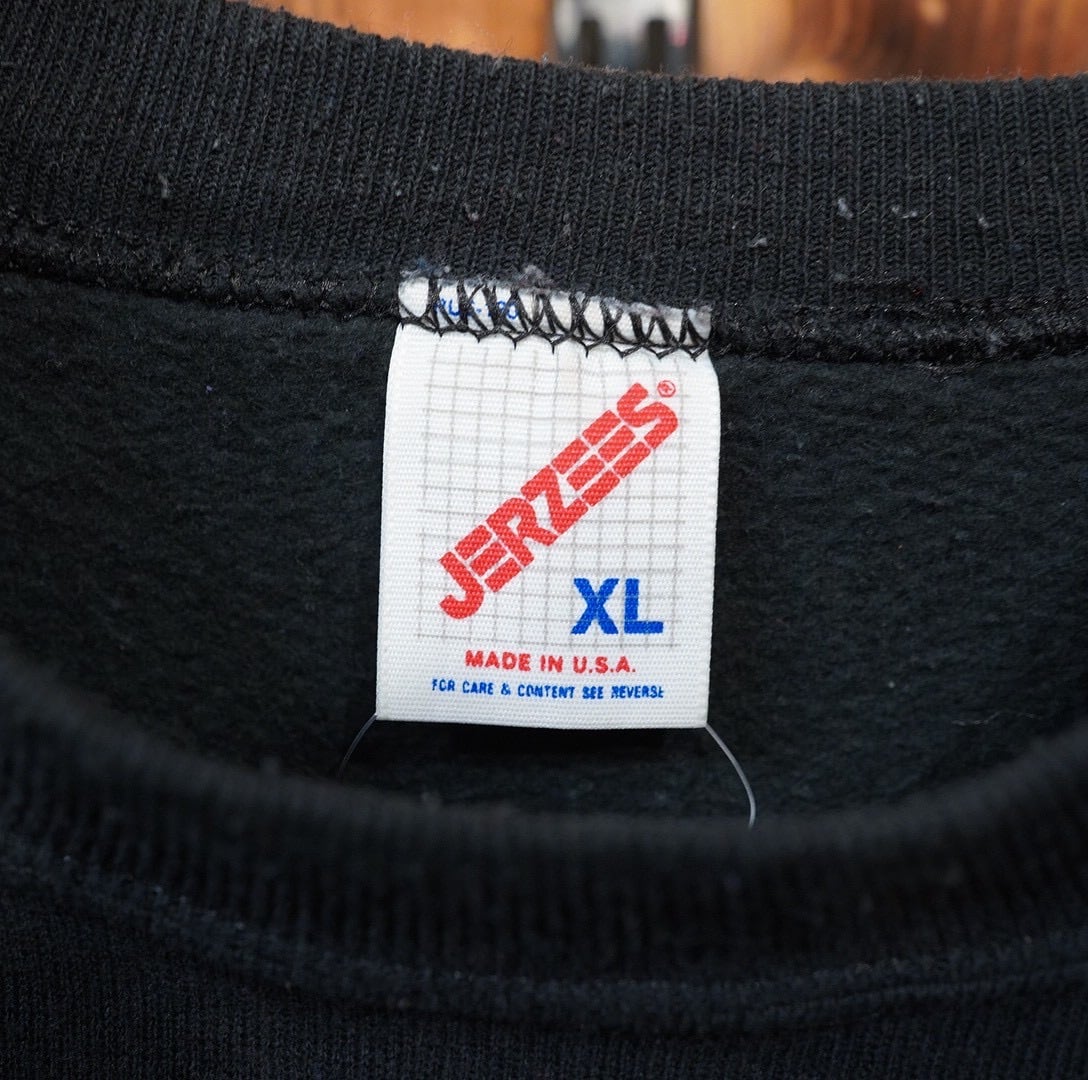 JERZEES®
XL
MADE IN U.S.A.
FOR CARE & CONTENT SEE REVERSE